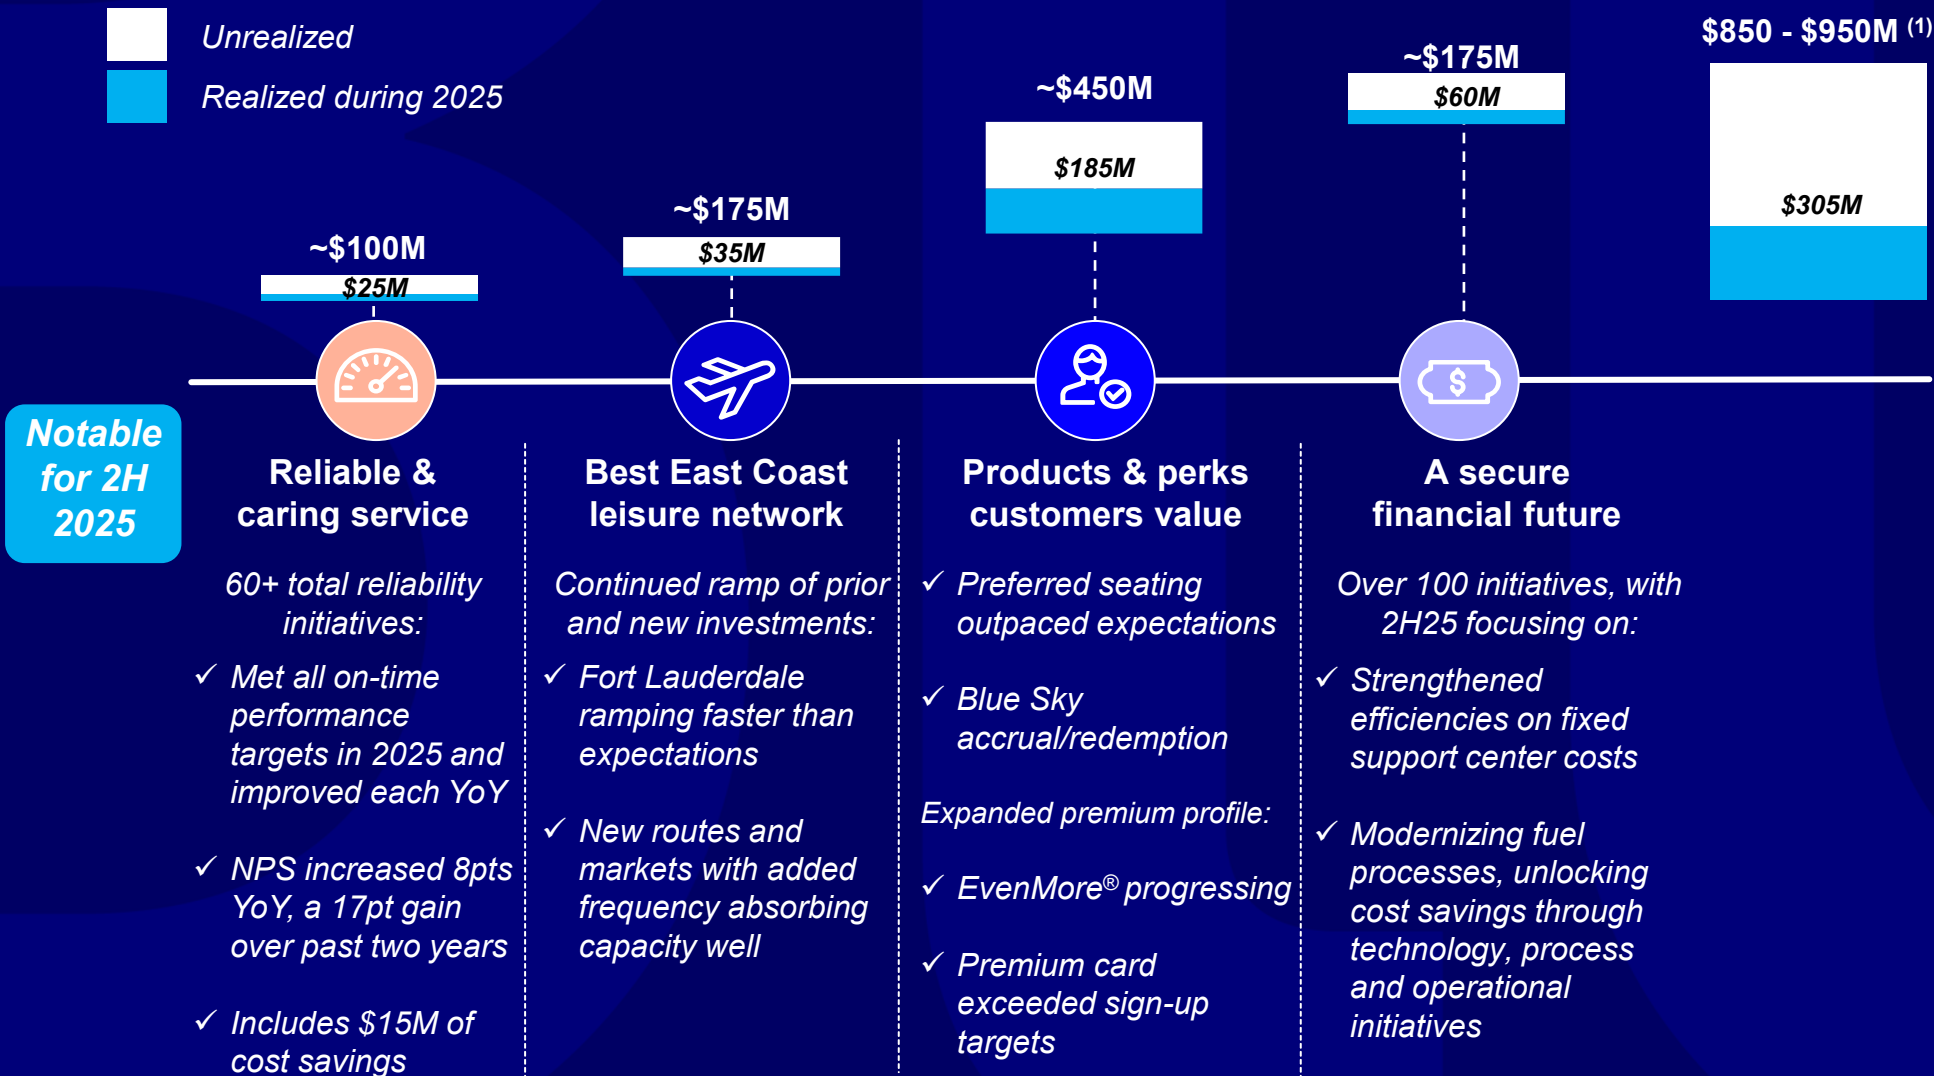 Unrealized
Realized during 2025
~$100M
$25M
~$175M
$35M
~$450M
$185M
~$175M
$60M
$850 - $950M (1)
$305M
$
Notable
for 2H
2025
Reliable &
caring service
60+ total reliability
initiatives:
✓ Met all on-time
performance
targets in 2025 and
improved each YoY
✓ NPS increased 8pts
YoY, a 17pt gain
over past two years
✓ Includes $15M of
cost savings
Best East Coast
leisure network
Continued ramp of prior
and new investments:
✓ Fort Lauderdale
ramping faster than
expectations
✓ New routes and
markets with added
frequency absorbing
capacity well
Products & perks
customers value
✓ Preferred seating
outpaced expectations
✓ Blue Sky
accrual/redemption
Expanded premium profile:
✓ EvenMore® progressing
✓ Premium card
exceeded sign-up
targets
A secure
financial future
Over 100 initiatives, with
2H25 focusing on:
✓ Strengthened
efficiencies on fixed
support center costs
✓ Modernizing fuel
processes, unlocking
cost savings through
technology, process
and operational
initiatives